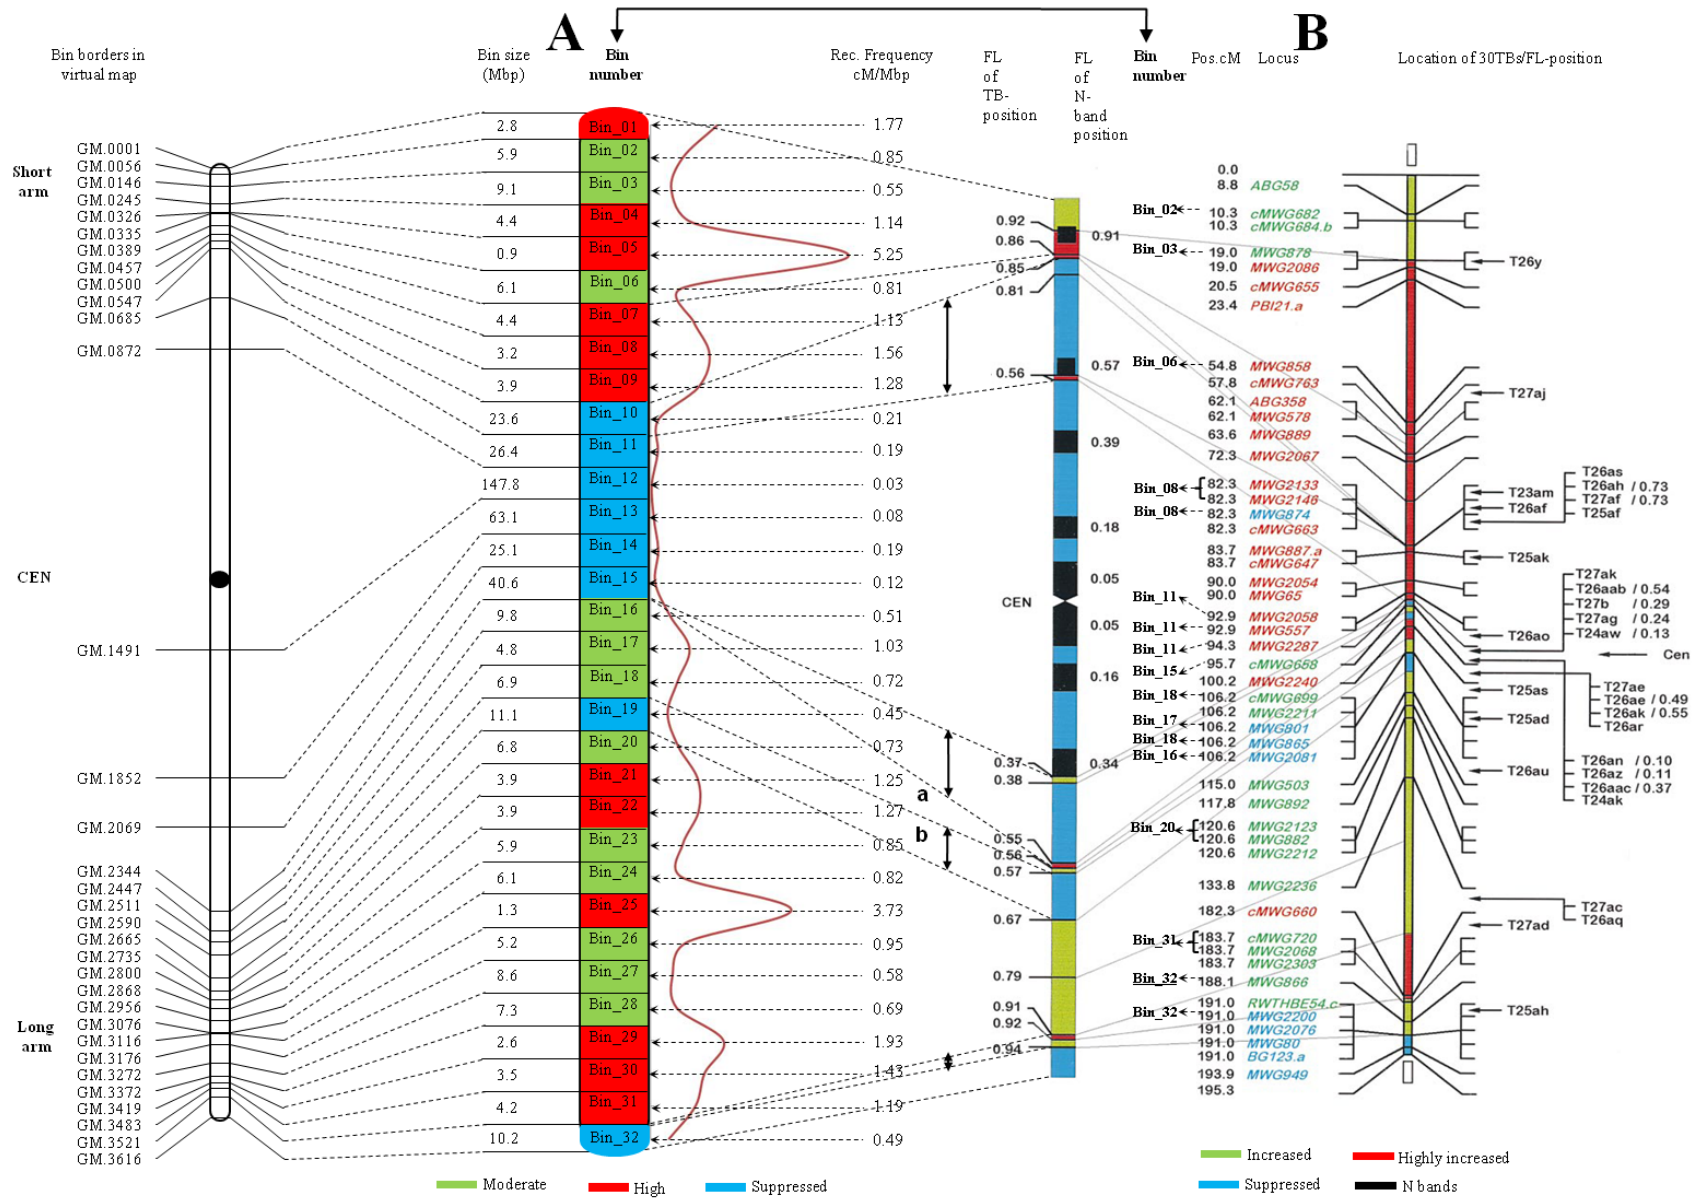 A
B
Bin borders in
virtual map
Bin size
(Mbp)
Bin
number
Rec. Frequency
cM/Mbp
FL
of
TB-
position
FL
of
N-
band
position
Bin
number
Pos.cM
Locus
Location of 30TBs/FL-position
Short
arm
CEN
Long
arm
GM.0001
GM.0056
GM.0146
GM.0245
GM.0326
GM.0335
GM.0389
GM.0457
GM.0500
GM.0547
GM.0685
GM.0872
GM.1491
GM.1852
GM.2069
GM.2344
GM.2447
GM.2511
GM.2590
GM.2665
GM.2735
GM.2800
GM.2868
GM.2956
GM.3076
GM.3116
GM.3176
GM.3272
GM.3372
GM.3419
GM.3483
GM.3521
GM.3616
2.8 Bin_01 1.77
5.9 Bin_02 0.85
9.1 Bin_03 0.55
4.4 Bin_04 1.14
0.9 Bin_05 5.25
6.1 Bin_06 0.81
4.4 Bin_07 1.13
3.2 Bin_08 1.56
3.9 Bin_09 1.28
23.6 Bin_10 0.21
26.4 Bin_11 0.19
147.8 Bin_12 0.03
63.1 Bin_13 0.08
25.1 Bin_14 0.19
40.6 Bin_15 0.12
9.8 Bin_16 0.51
4.8 Bin_17 1.03
6.9 Bin_18 0.72
11.1 Bin_19 0.45
6.8 Bin_20 0.73
3.9 Bin_21 1.25
3.9 Bin_22 1.27
5.9 Bin_23 0.85
6.1 Bin_24 0.82
1.3 Bin_25 3.73
5.2 Bin_26 0.95
8.6 Bin_27 0.58
7.3 Bin_28 0.69
2.6 Bin_29 1.93
3.5 Bin_30 1.43
4.2 Bin_31 1.19
10.2 Bin_32 0.49
Moderate
High
Suppressed
a
b
0.92
0.86
0.85
0.81
0.56
CEN
0.37
0.38
0.55
0.56
0.57
0.67
0.79
0.91
0.92
0.94
0.91
0.57
0.39
0.18
0.05
0.05
0.16
0.34
Bin_02
Bin_03
Bin_06
Bin_08
Bin_08
Bin_11
Bin_11
Bin_11
Bin_15
Bin_18
Bin_17
Bin_18
Bin_16
Bin_20
Bin_31
Bin_32
Bin_32
0.0
8.8 ABG58
10.3 cMWG682
10.3 cMWG684.b
19.0 MWG878
19.0 MWG2086
20.5 cMWG655
23.4 PBI21.a
54.8 MWG858
57.8 cMWG763
62.1 ABG358
62.1 MWG578
63.6 MWG889
72.3 MWG2067
82.3 MWG2133
82.3 MWG2146
82.3 MWG874
82.3 cMWG663
83.7 MWG887.a
83.7 cMWG647
90.0 MWG2054
90.0 MWG65
92.9 MWG2058
92.9 MWG557
94.3 MWG2287
95.7 cMWG658
100.2 MWG2240
106.2 cMWG699
106.2 MWG2211
106.2 MWG801
106.2 MWG865
106.2 MWG2081
115.0 MWG503
117.8 MWG892
120.6 MWG2123
120.6 MWG882
120.6 MWG2212
133.8 MWG2236
182.3 cMWG660
183.7 cMWG720
183.7 MWG2068
183.7 MWG2303
188.1 MWG866
191.0 RWTHBE54.c
191.0 MWG2200
191.0 MWG2076
191.0 MWG80
191.0 BG123.a
193.9 MWG949
195.3
T26y
T27aj
T23am
T26af
T26as
T26ah / 0.73
T27af / 0.73
T25af
T25ak
T27ak
T26aab / 0.54
T27b / 0.29
T27ag / 0.24
T24aw / 0.13
T26ao
Cen
T25as
T27ae
T26ae / 0.49
T26ak / 0.55
T26ar
T25ad
T26au
T26an / 0.10
T26az / 0.11
T26aac / 0.37
T24ak
T27ac
T26aq
T27ad
T25ah
Increased
Highly increased
Suppressed
N bands